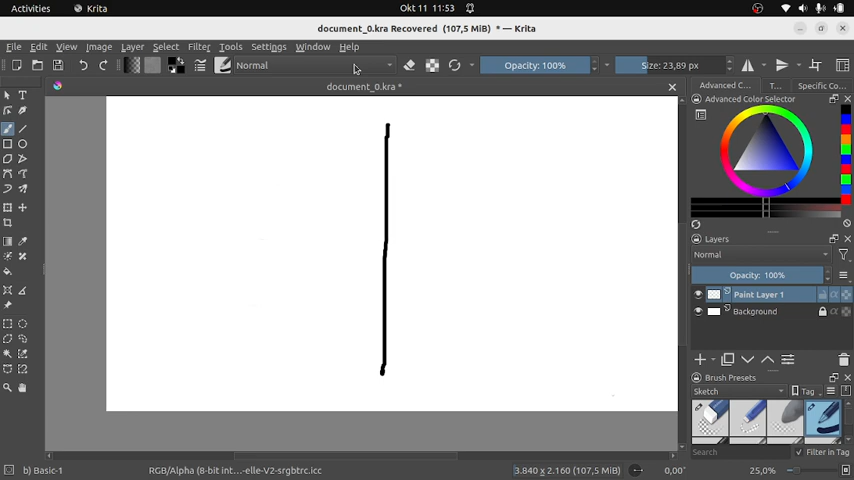 Activities Krita Okt 11 11:53
document_0.kra Recovered (107,5 MiB) * — Krita
File Edit View Image Layer Select Filter Tools Settings Window Help
Normal Opacity: 100% Size: 23,89 px
document_0.kra *
Advanced C... T... Specific Co...
Advanced Color Selector
Layers
Normal
Opacity: 100%
Paint Layer 1
Background
Brush Presets
Sketch Tag
Search Filter in Tag
b) Basic-1 RGB/Alpha (8-bit int...-elle-V2-srgbtrc.icc 3.840 x 2.160 (107,5 MiB) 0,00° 25,0%